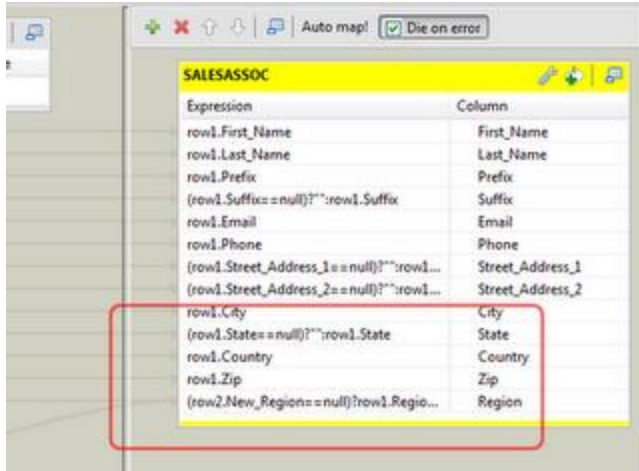 Auto map! Die on error
SALESASSOC
Expression Column
row1.First_Name First_Name
row1.Last_Name Last_Name
row1.Prefix Prefix
(row1.Suffix==null)?"":row1.Suffix Suffix
row1.Email Email
row1.Phone Phone
(row1.Street_Address_1==null)?"":row1... Street_Address_1
(row1.Street_Address_2==null)?"":row1... Street_Address_2
row1.City City
(row1.State==null)?"":row1.State State
row1.Country Country
row1.Zip Zip
(row2.New_Region==null)?row1.Regio... Region